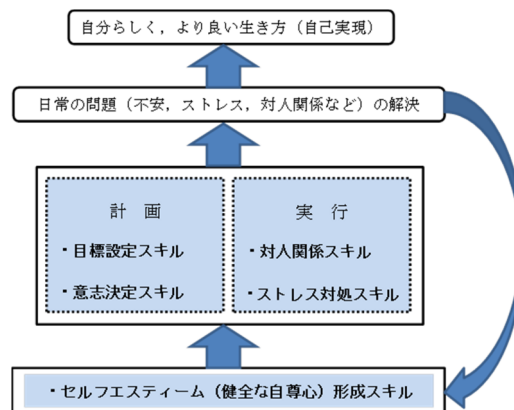 自分らしく，より良い生き方（自己実現）
日常の問題（不安，ストレス，対人関係など）の解決
計　画
・目標設定スキル
・意志決定スキル
実　行
・対人関係スキル
・ストレス対処スキル
・セルフエスティーム（健全な自尊心）形成スキル